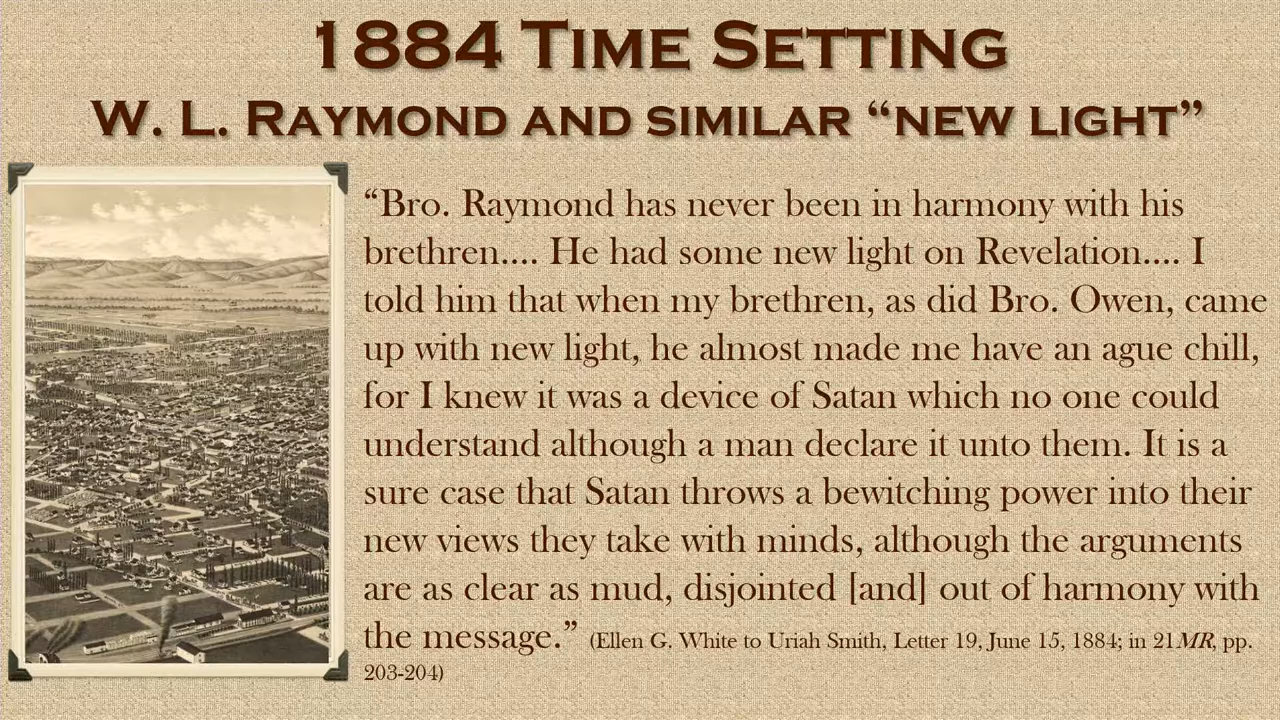 1884 TIME SETTING
W. L. RAYMOND AND SIMILAR “NEW LIGHT”
“Bro. Raymond has never been in harmony with his
brethren.... He had some new light on Revelation.... I
told him that when my brethren, as did Bro. Owen, came
up with new light, he almost made me have an ague chill,
for I knew it was a device of Satan which no one could
understand although a man declare it unto them. It is a
sure case that Satan throws a bewitching power into their
new views they take with minds, although the arguments
are as clear as mud, disjointed [and] out of harmony with
the message.” (Ellen G. White to Uriah Smith, Letter 19, June 15, 1884; in 21MR, pp.
203-204)